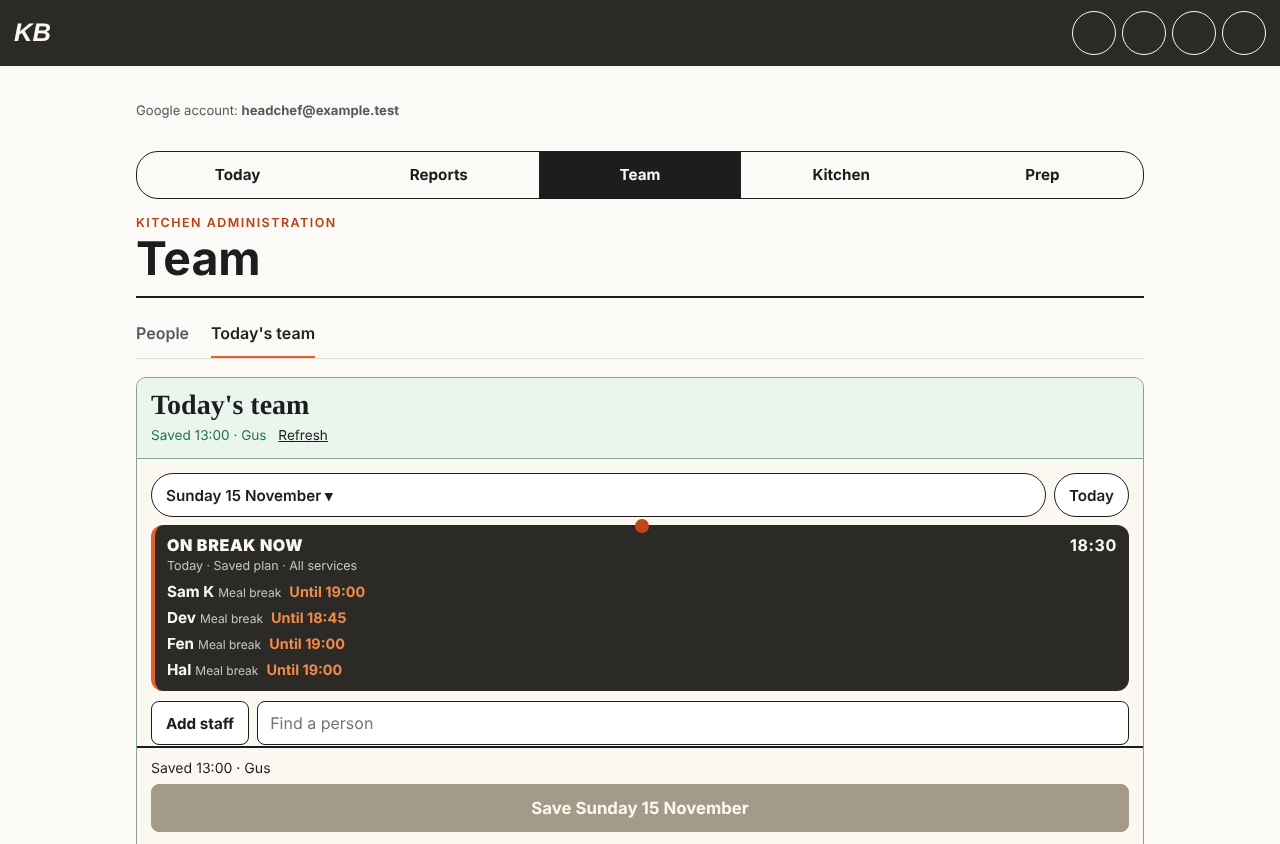 KB
Google account: headchef@example.test
Today Reports Team Kitchen Prep
KITCHEN ADMINISTRATION
Team
People Today's team
Today's team
Saved 13:00 · Gus Refresh
Sunday 15 November ▾ Today
ON BREAK NOW 18:30
Today · Saved plan · All services
Sam K Meal break Until 19:00
Dev Meal break Until 18:45
Fen Meal break Until 19:00
Hal Meal break Until 19:00
Add staff Find a person
Saved 13:00 · Gus
Save Sunday 15 November